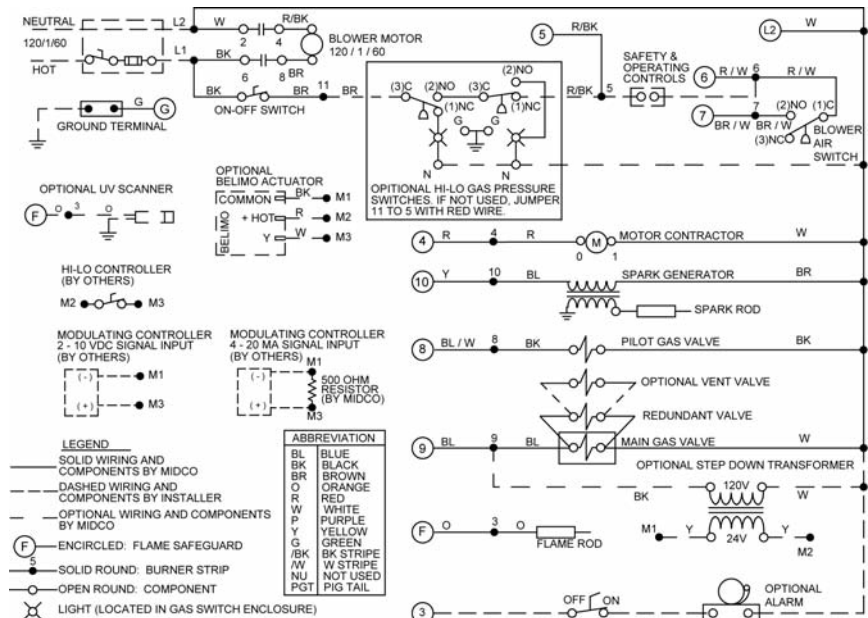 NEUTRAL
L2
W
R/BK
120/1/60
2
4
BLOWER MOTOR
120 / 1 / 60
L1
BK
HOT
6
8
BR
BK
BR
11
BR
ON-OFF SWITCH
G
G
GROUND TERMINAL
(3)C
(2)NO
(3)C
(2)NO
(1)NC
(1)NC
G
G
N
N
OPTIONAL HI-LO GAS PRESSURE
SWITCHES. IF NOT USED, JUMPER
11 TO 5 WITH RED WIRE.
5
R/BK
R/BK
5
SAFETY &
OPERATING
CONTROLS
L2
W
6
R / W
6
R / W
7
BR / W
7
BR / W
(2)NO
(1)C
(3)NC
BLOWER
AIR
SWITCH
OPTIONAL UV SCANNER
F
O
3
O
OPTIONAL
BELIMO ACTUATOR
COMMON
BK
M1
+ HOT
R
M2
Y
W
M3
BELIMO
HI-LO CONTROLLER
(BY OTHERS)
M2
M3
4
R
4
R
0
M
1
MOTOR CONTRACTOR
W
10
Y
10
BL
SPARK GENERATOR
BR
SPARK ROD
MODULATING CONTROLLER
2 - 10 VDC SIGNAL INPUT
(BY OTHERS)
(-)
M1
(+)
M3
MODULATING CONTROLLER
4 - 20 MA SIGNAL INPUT
(BY OTHERS)
M1
(-)
500 OHM
RESISTOR
(BY MIDCO)
(+)
M3
8
BL / W
8
BK
PILOT GAS VALVE
BK
OPTIONAL VENT VALVE
REDUNDANT VALVE
9
BL
9
BL
MAIN GAS VALVE
W
OPTIONAL STEP DOWN TRANSFORMER
BK
120V
W
M1
Y
24V
Y
M2
F
O
3
O
FLAME ROD
3
OFF
ON
OPTIONAL
ALARM
LEGEND
SOLID WIRING AND
COMPONENTS BY MIDCO
DASHED WIRING AND
COMPONENTS BY INSTALLER
OPTIONAL WIRING AND COMPONENTS
BY MIDCO
F ENCIRCLED: FLAME SAFEGUARD
5
SOLID ROUND: BURNER STRIP
OPEN ROUND: COMPONENT
LIGHT (LOCATED IN GAS SWITCH ENCLOSURE)
ABBREVIATION
BL BLUE
BK BLACK
BR BROWN
O ORANGE
R RED
W WHITE
P PURPLE
Y YELLOW
G GREEN
/BK BK STRIPE
/W W STRIPE
NU NOT USED
PGT PIG TAIL